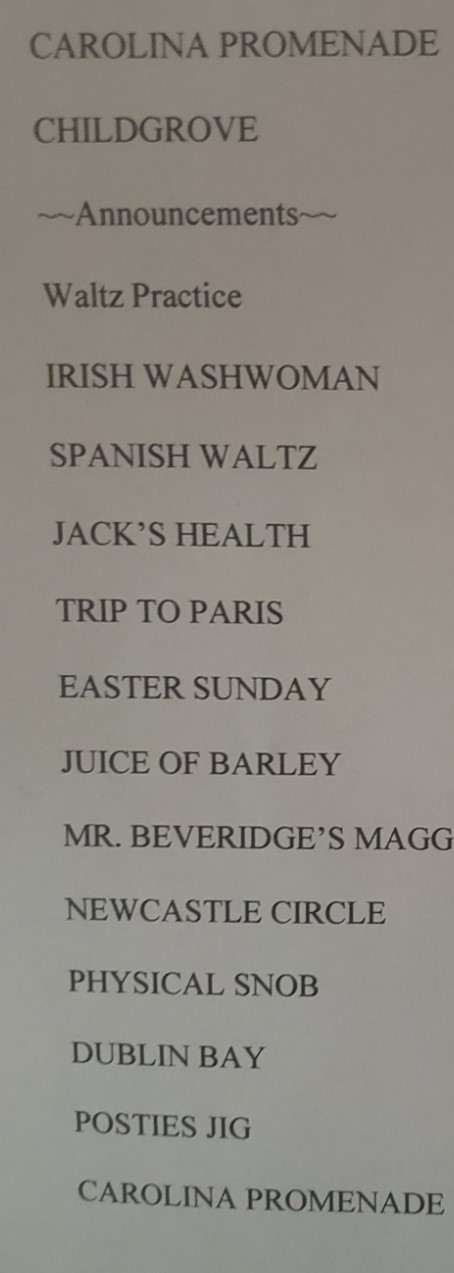 CAROLINA PROMENADE
CHILDGROVE
~~Announcements~~
Waltz Practice
IRISH WASHWOMAN
SPANISH WALTZ
JACK'S HEALTH
TRIP TO PARIS
EASTER SUNDAY
JUICE OF BARLEY
MR. BEVERIDGE'S MAGG
NEWCASTLE CIRCLE
PHYSICAL SNOB
DUBLIN BAY
POSTIES JIG
CAROLINA PROMENADE